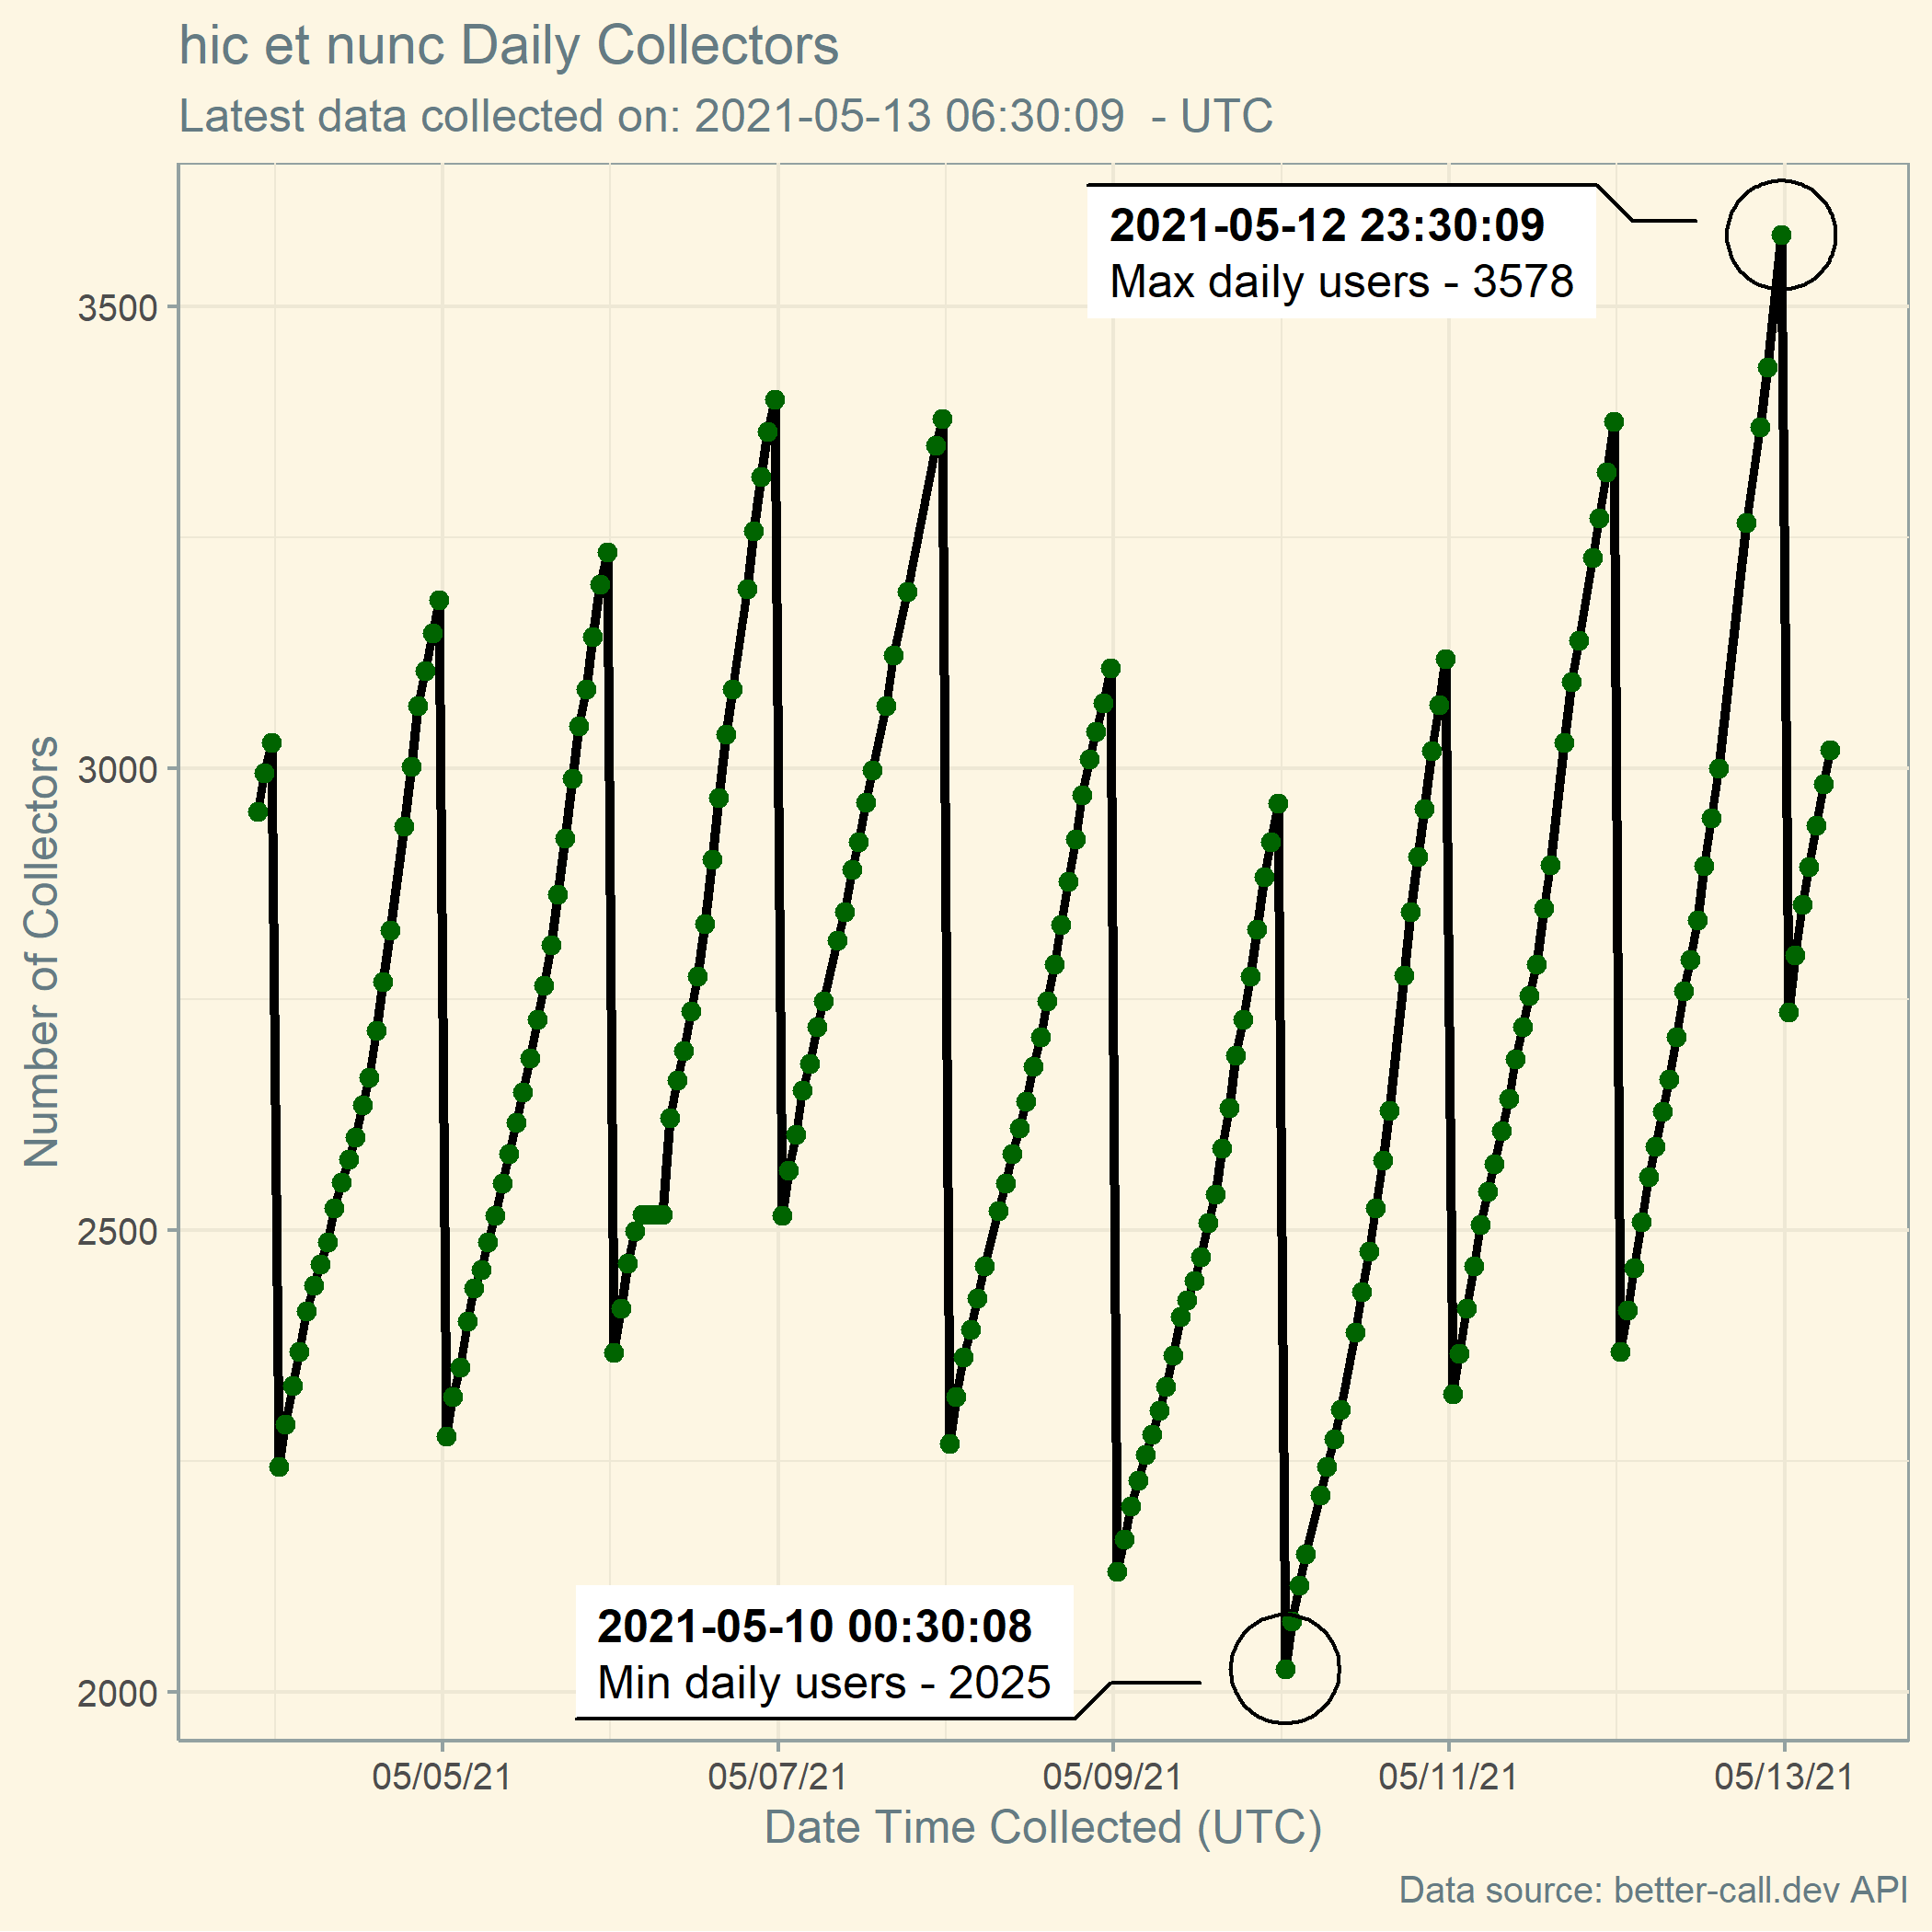 hic et nunc Daily Collectors
Latest data collected on: 2021-05-13 06:30:09  - UTC
2021-05-12 23:30:09
Max daily users - 3578
3500
3000
2500
2000
Number of Collectors
2021-05-10 00:30:08
Min daily users - 2025
05/05/21
05/07/21
05/09/21
05/11/21
05/13/21
Date Time Collected (UTC)
Data source: better-call.dev API